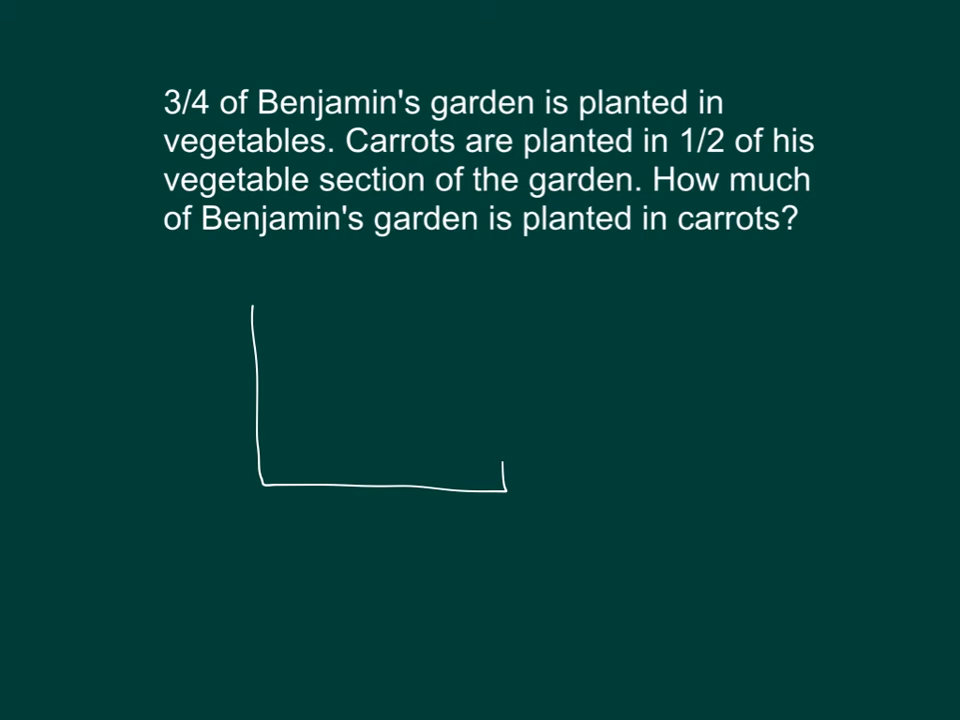 3/4 of Benjamin's garden is planted in
vegetables. Carrots are planted in 1/2 of his
vegetable section of the garden. How much
of Benjamin's garden is planted in carrots?